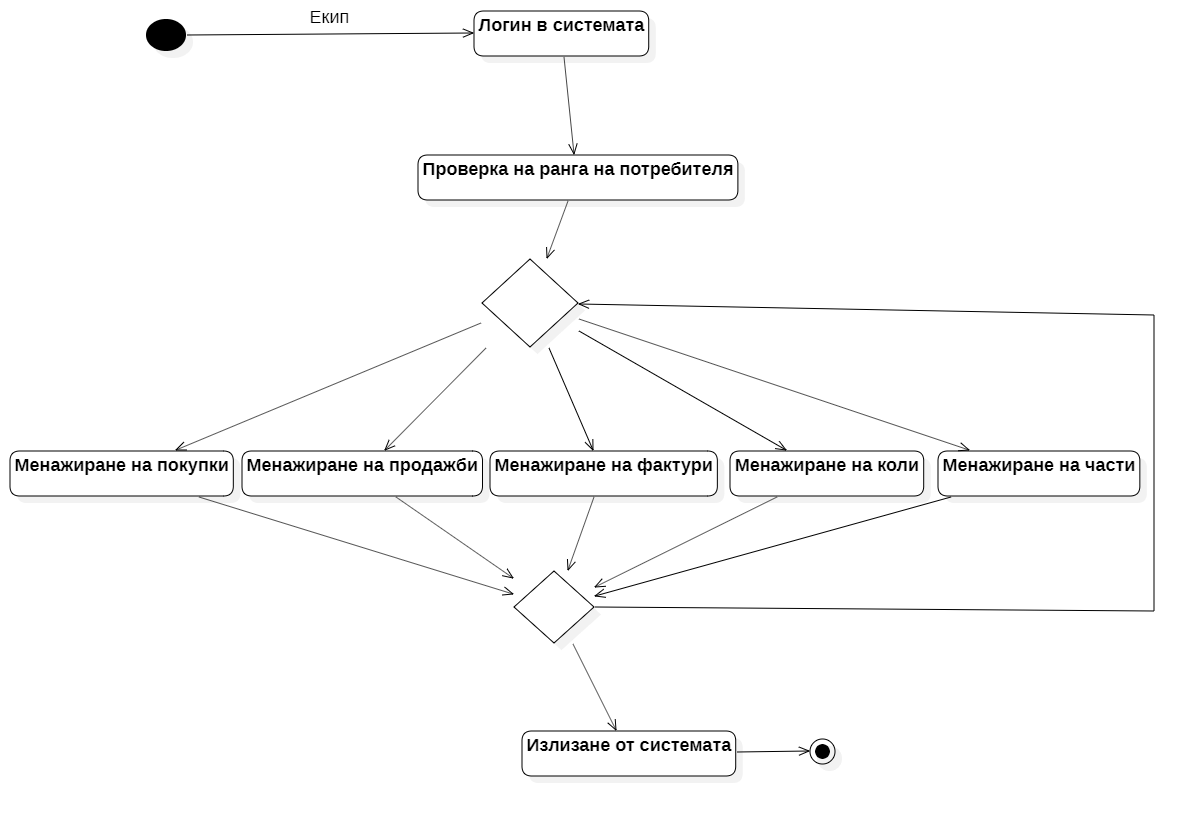 Екип
Логин в системата
Проверка на ранга на потребителя
Менажиране на покупки
Менажиране на продажби
Менажиране на фактури
Менажиране на коли
Менажиране на части
Излизане от системата